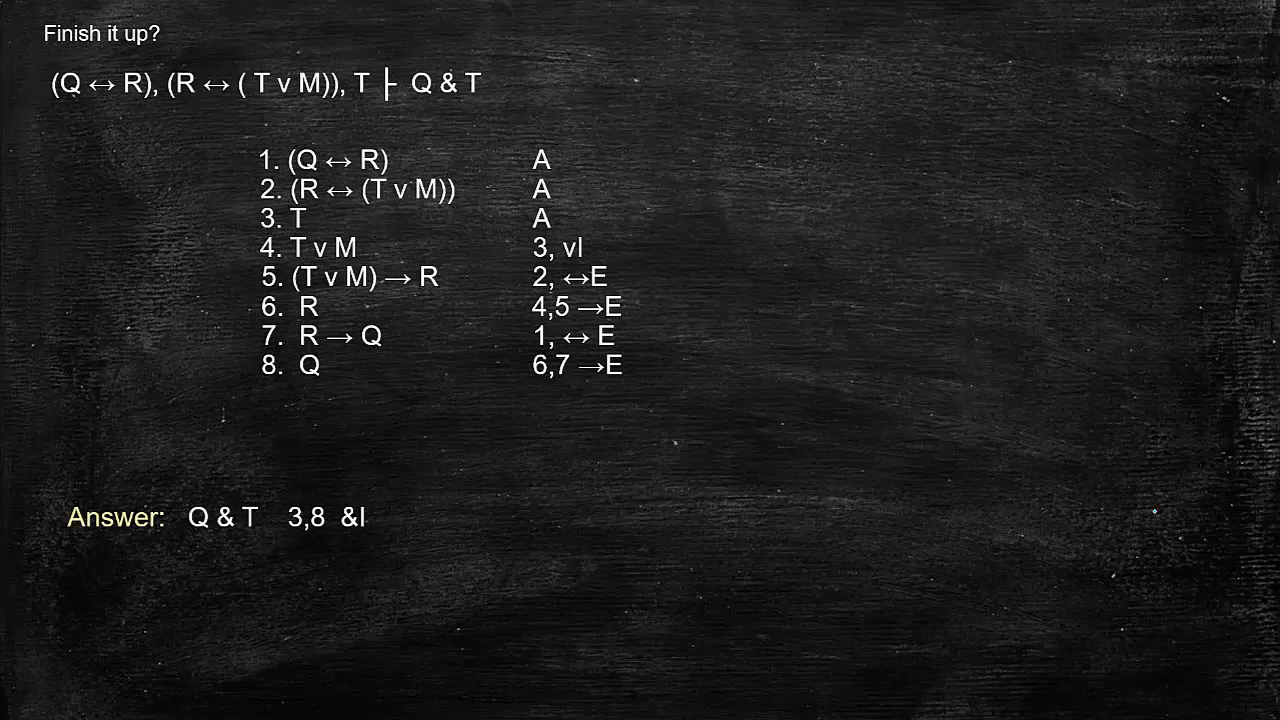 Finish it up?
(Q ↔ R), (R ↔ ( T v M)), T ├ Q & T
1. (Q ↔ R) A
2. (R ↔ (T v M)) A
3. T A
4. T v M 3, vI
5. (T v M) → R 2, ↔E
6. R 4,5 →E
7. R → Q 1, ↔ E
8. Q 6,7 →E
Answer: Q & T 3,8 &I